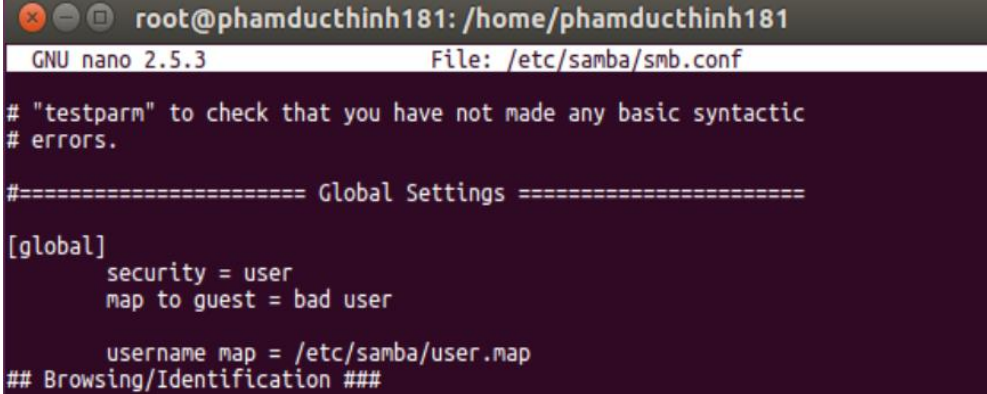 root@phamducthinh181: /home/phamducthinh181
GNU nano 2.5.3 File: /etc/samba/smb.conf
# "testparm" to check that you have not made any basic syntactic
# errors.
#======================= Global Settings =======================
[global]
security = user
map to guest = bad user
username map = /etc/samba/user.map
## Browsing/Identification ###